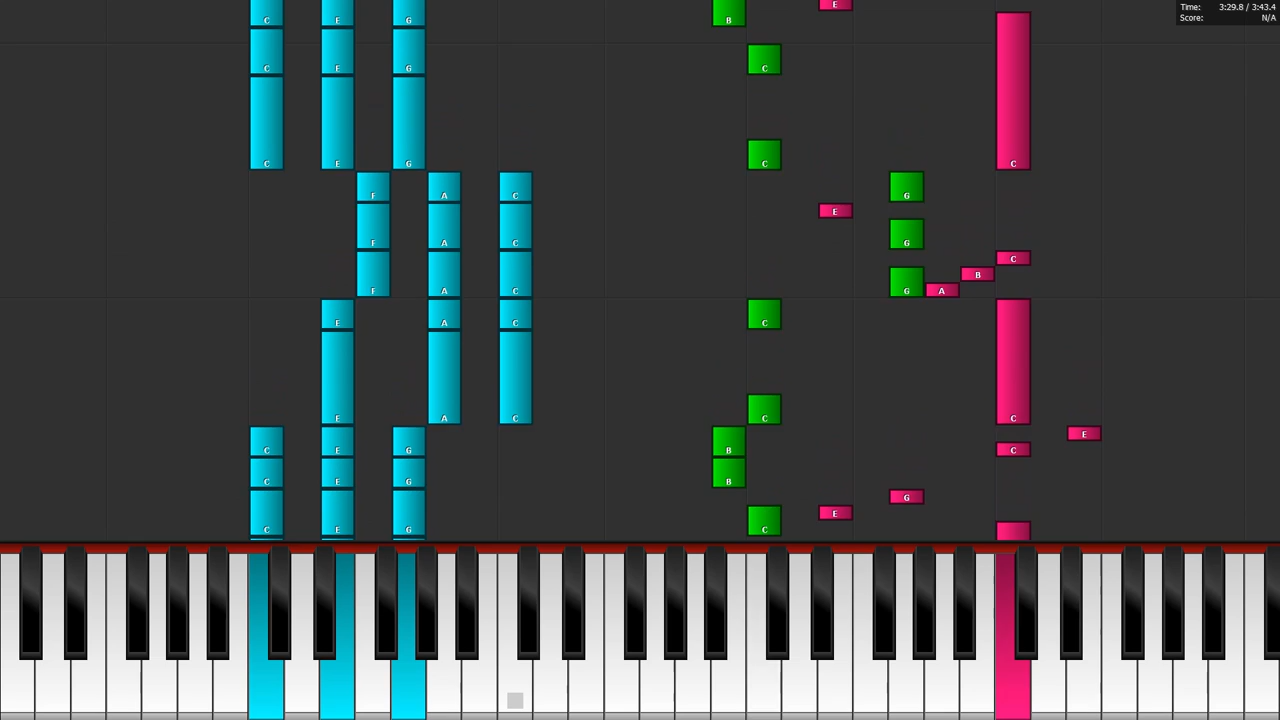 E
Time: 3:29.8 / 3:43.4
Score: N/A
C E G B
C E G C
C E G C C
F A C G
E
F A C G
C
B
F A C G A
E A C C
E A C C C
E
C E G B C
C E G B
G
E
C E G C